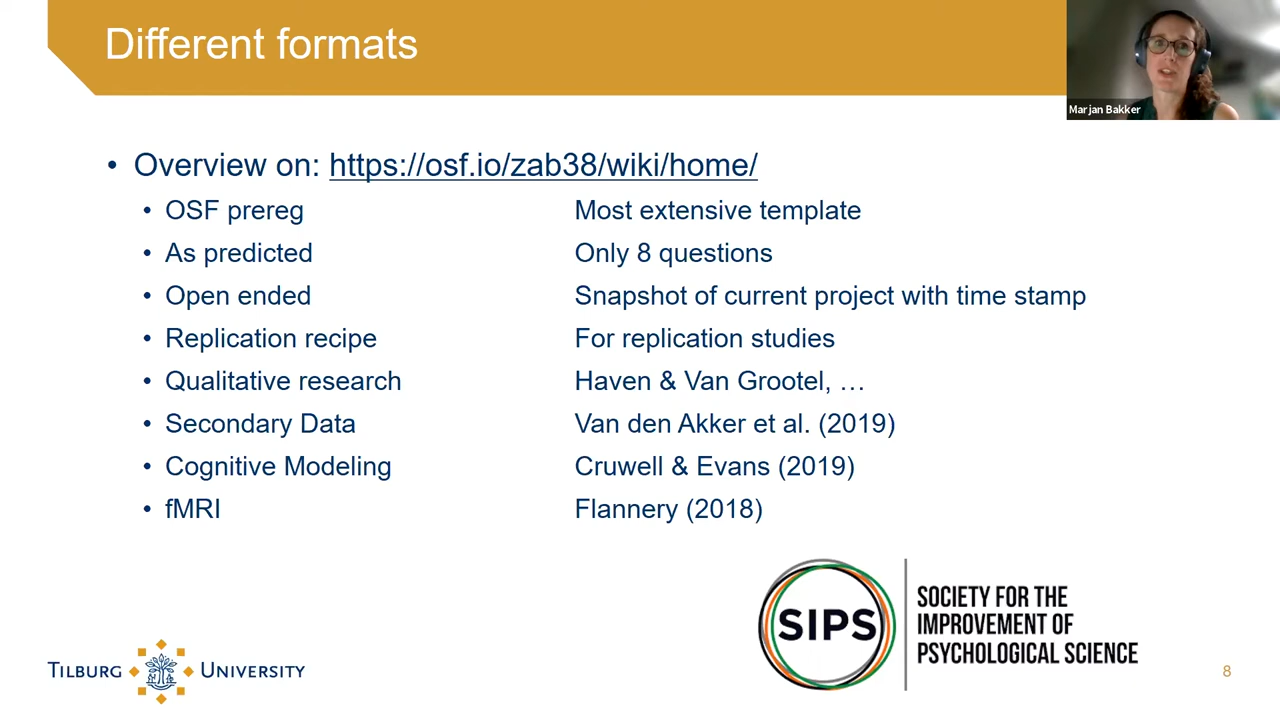 Different formats
Marjan Bakker
• Overview on: https://osf.io/zab38/wiki/home/
• OSF prereg Most extensive template
• As predicted Only 8 questions
• Open ended Snapshot of current project with time stamp
• Replication recipe For replication studies
• Qualitative research Haven & Van Grootel, …
• Secondary Data Van den Akker et al. (2019)
• Cognitive Modeling Cruwell & Evans (2019)
• fMRI Flannery (2018)
SIPS
SOCIETY FOR THE
IMPROVEMENT OF
PSYCHOLOGICAL SCIENCE
TILBURG UNIVERSITY
8